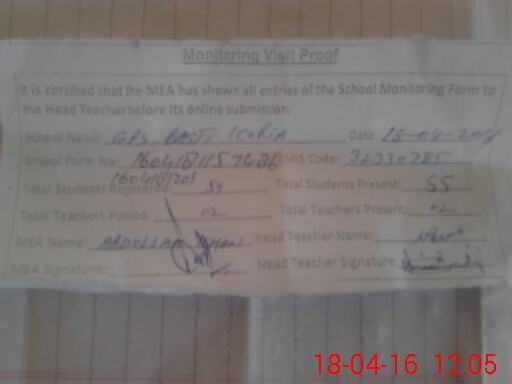 Monitoring Visit Proof
It is certified that the MEA has shown all entries of the School Monitoring Form to
the Head Teacher before its online submission.
School Name: GPS BASTI Date: 18-04-2016
School Form No: EMIS Code: 32330785
Total Students Registered: 59 Total Students Present: 55
Total Teachers Posted: 02 Total Teachers Present: 02
MEA Name: ABDULLAH Head Teacher Name:
MEA Signature: Head Teacher Signature:
18-04-16 12:05